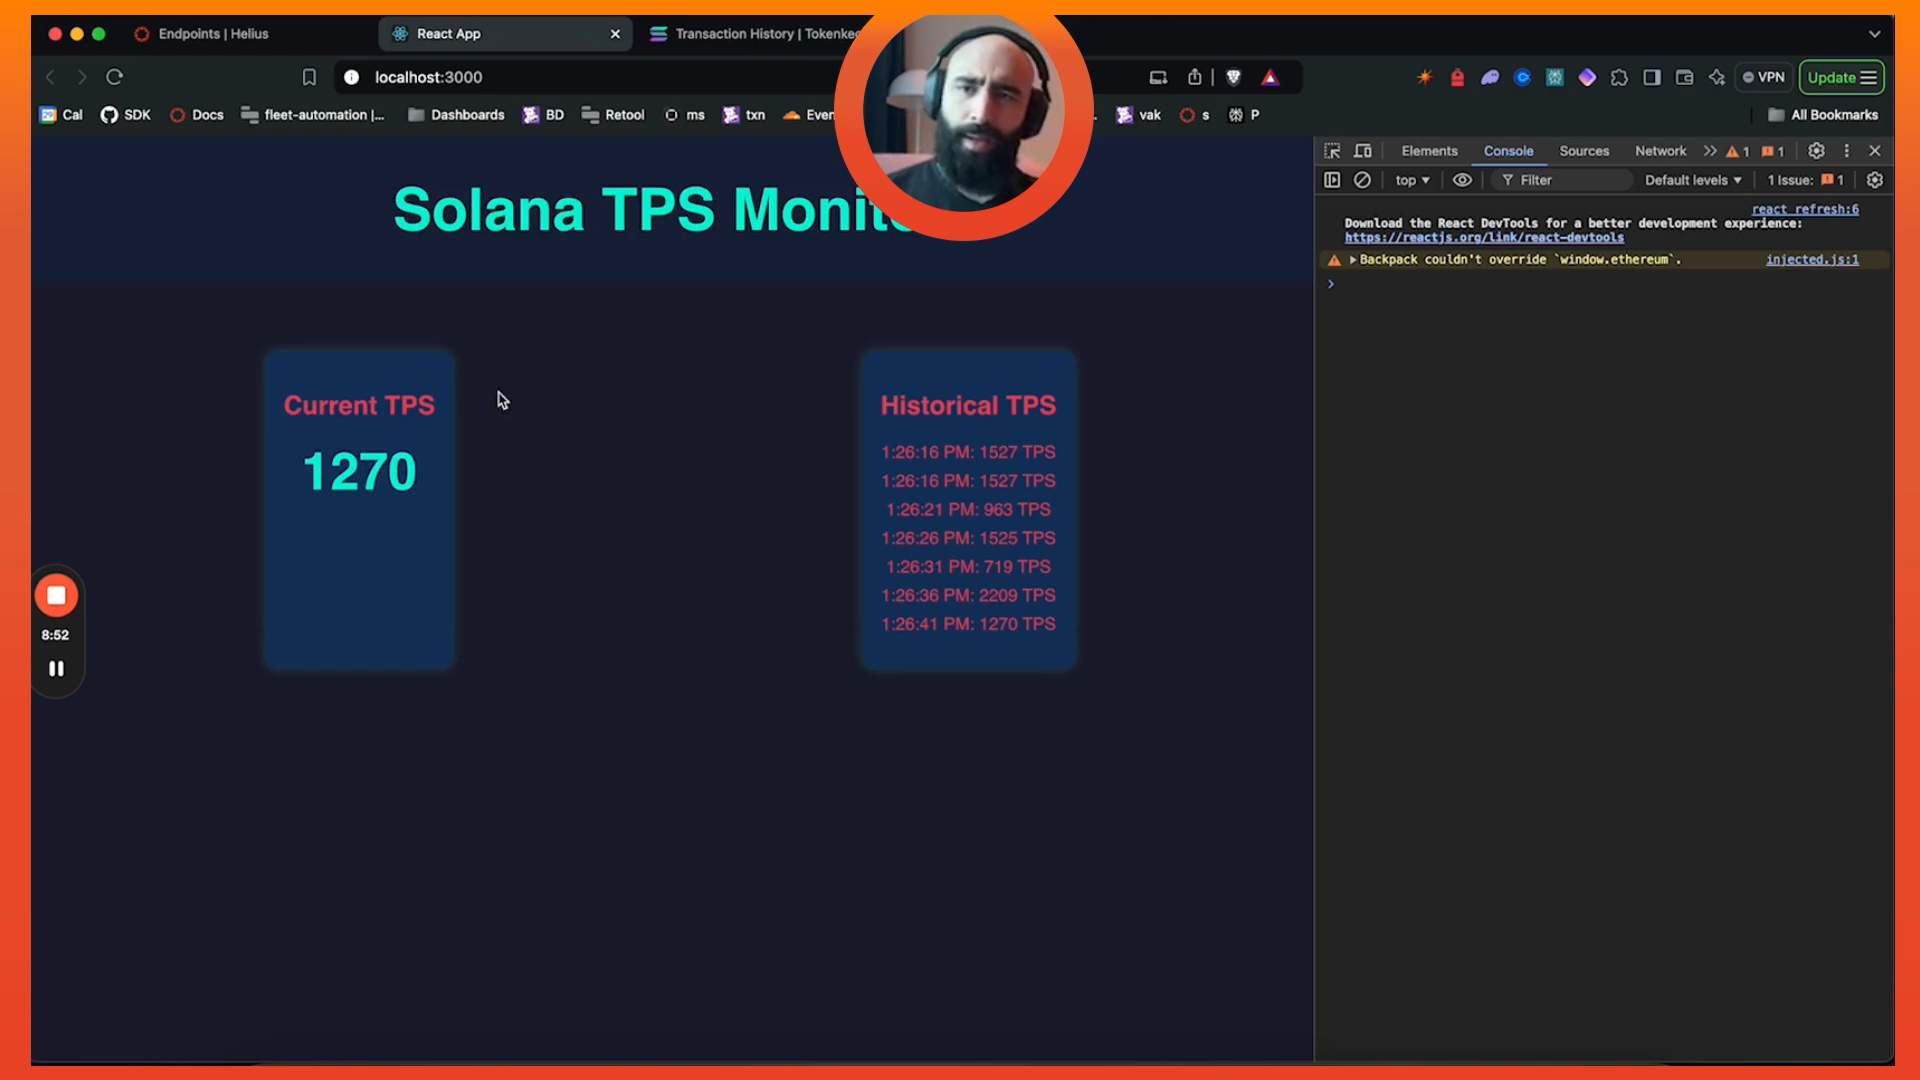 Endpoints | Helius
React App
Transaction History | Tokenkeg
localhost:3000
VPN
Update
Cal
SDK
Docs
fleet-automation |...
Dashboards
BD
Retool
ms
txn
Even
vak
s
P
All Bookmarks
Elements
Console
Sources
Network
1
1
top
Filter
Default levels
1 Issue:
1
react refresh:6
Download the React DevTools for a better development experience:
https://reactjs.org/link/react-devtools
Backpack couldn't override `window.ethereum`.
injected.js:1
Solana TPS Monito
Current TPS
1270
Historical TPS
1:26:16 PM: 1527 TPS
1:26:16 PM: 1527 TPS
1:26:21 PM: 963 TPS
1:26:26 PM: 1525 TPS
1:26:31 PM: 719 TPS
1:26:36 PM: 2209 TPS
1:26:41 PM: 1270 TPS
8:52